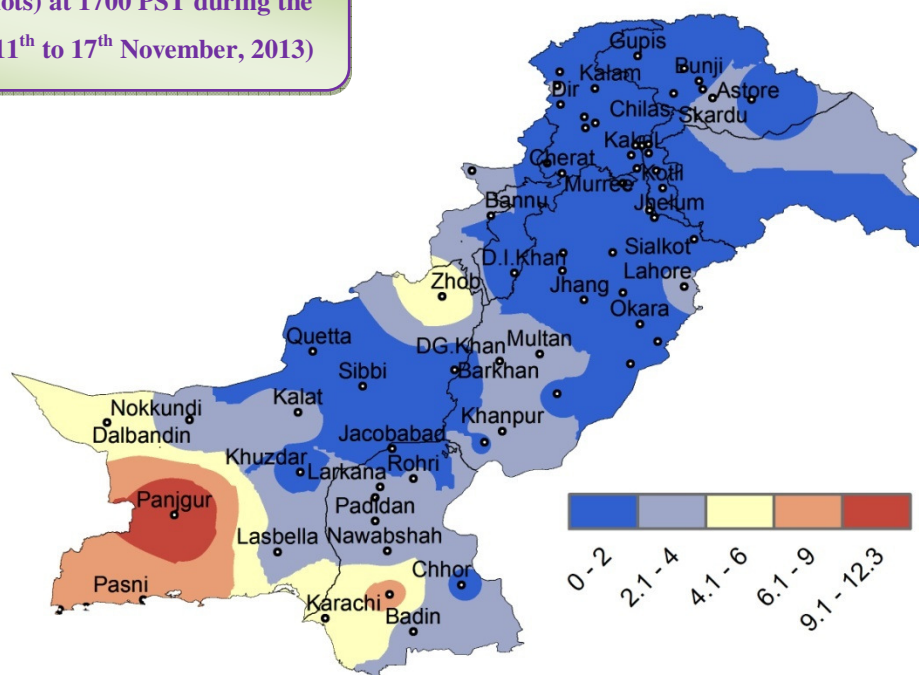 ots) at 1700 PST during the
11th to 17th November, 2013)
Gupis
Bunji
Kalam
Dir
Astore
Chilas
Skardu
Kakul
Cherat
Kotli
Murree
Bannu
Jhelum
Sialkot
D.I.Khan
Lahore
Zhob
Jhang
Okara
Quetta
DG.Khan
Multan
Sibbi
Barkhan
Kalat
Nokkundi
Khanpur
Dalbandin
Jacobabad
Khuzdar
Rohri
Larkana
Panjgur
Padidan
Lasbella
Nawabshah
Chhor
Pasni
Karachi
Badin
0 - 2
2.1 - 4
4.1 - 6
6.1 - 9
9.1 - 12.3